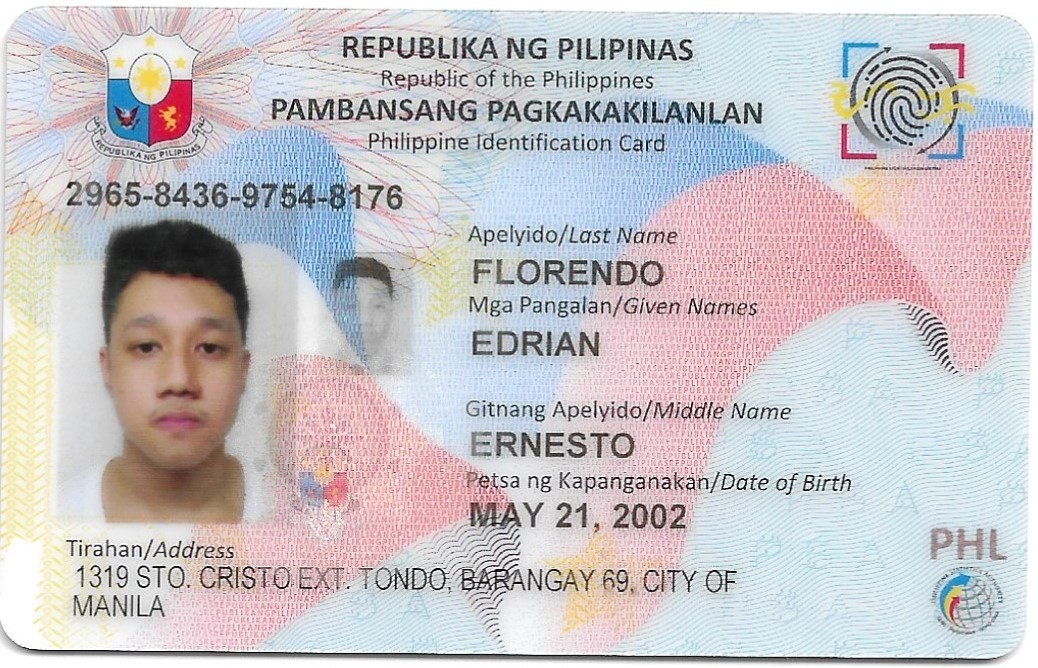 REPUBLIKA NG PILIPINAS
Republic of the Philippines
PAMBANSANG PAGKAKAKILANLAN
Philippine Identification Card
REPUBLIKA NG PILIPINAS
2965-8436-9754-8176
Apelyido/Last Name
FLORENDO
Mga Pangalan/Given Names
EDRIAN
Gitnang Apelyido/Middle Name
ERNESTO
Petsa ng Kapanganakan/Date of Birth
MAY 21, 2002
Tirahan/Address
1319 STO. CRISTO EXT. TONDO, BARANGAY 69, CITY OF
MANILA
PHL